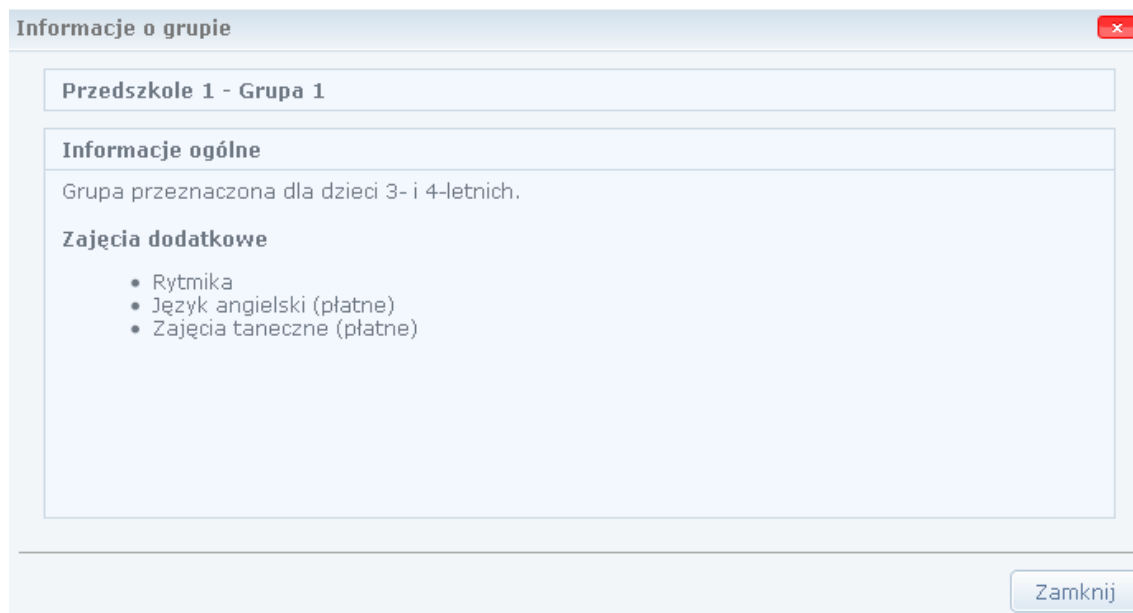 Informacje o grupie
Przedszkole 1 - Grupa 1
Informacje ogólne
Grupa przeznaczona dla dzieci 3- i 4-letnich.
Zajęcia dodatkowe
• Rytmika
• Język angielski (płatne)
• Zajęcia taneczne (płatne)
Zamknij